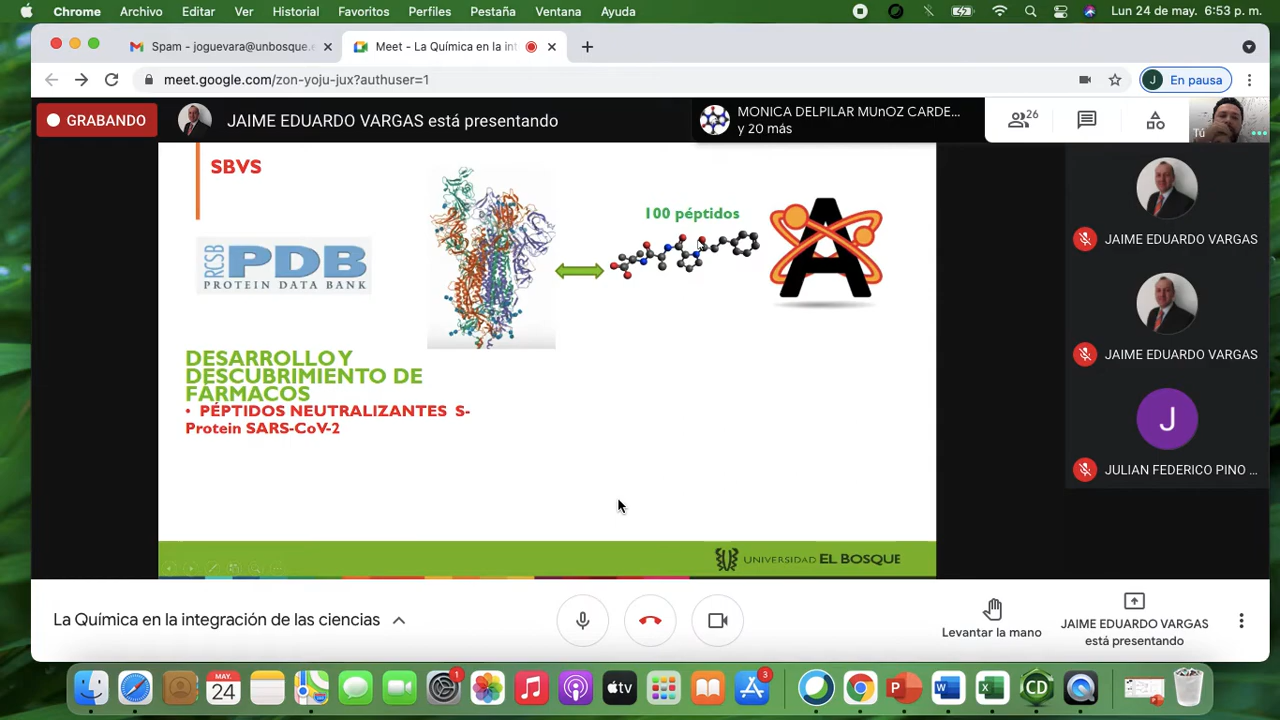 Chrome Archivo Editar Ver Historial Favoritos Perfiles Pestaña Ventana Ayuda Lun 24 de may. 6:53 p. m.
Spam - joguevara@unbosque.e
Meet - La Química en la int
meet.google.com/zon-yoju-jux?authuser=1
J En pausa
GRABANDO
JAIME EDUARDO VARGAS está presentando
MONICA DELPILAR MUnOZ CARDE...
y 20 más
26
Tú
SBVS
RCSB PDB
PROTEIN DATA BANK
100 péptidos
A
DESARROLLO Y
DESCUBRIMIENTO DE
FÁRMACOS
• PÉPTIDOS NEUTRALIZANTES S-
Protein SARS-CoV-2
UNIVERSIDAD EL BOSQUE
JAIME EDUARDO VARGAS
JAIME EDUARDO VARGAS
J
JULIAN FEDERICO PINO ...
La Química en la integración de las ciencias
Levantar la mano
JAIME EDUARDO VARGAS
está presentando
MAY.
24
1
tv
3
P
W
X
CD